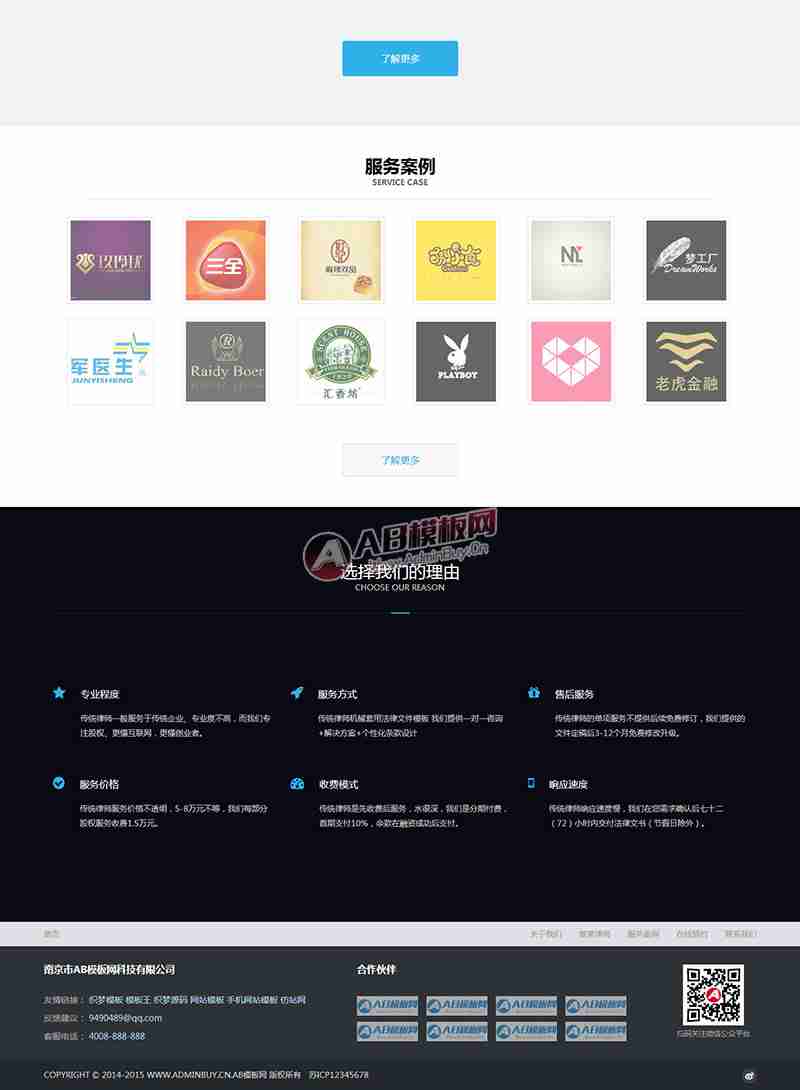 了解更多
服务案例
SERVICE CASE
三全
NL
梦工厂
DreamWorks
军医生
JUNYISHENG
R
Raidy Boer
SCENT HOUSE
汇香坊
PLAYBOY
老虎金融
了解更多
AB模板网
AdminBuy.Cn
选择我们的理由
CHOOSE OUR REASON
专业程度
传统律师一般服务于传统企业，专业度不高，而我们专
注股权、更懂互联网，更懂创业者。
服务方式
传统律师机械套用法律文件模板 我们提供一对一咨询
+解决方案+个性化条款设计
售后服务
传统律师的单项服务不提供后续免费修订，我们提供的
文件定稿后3-12个月免费修改升级。
服务价格
传统律师服务价格不透明，5-8万元不等，我们每部分
股权服务收费1.5万元。
收费模式
传统律师是先收费后服务，水很深，我们是分期付费，
首期支付10%，余款在融资成功后支付。
响应速度
传统律师响应速度慢，我们在您需求确认后七十二
（72）小时内交付法律文书（节假日除外）。
首页
关于我们 服务案例 在线预约 联系我们
南京市AB模板网科技有限公司
友情链接： 织梦模板 模板王 织梦源码 网站模板 手机网站模板 仿站网
反馈建议： 9490489@qq.com
客服电话： 4008-888-888
合作伙伴
AB模板网 AB模板网 AB模板网 AB模板网
AB模板网 AB模板网 AB模板网 AB模板网
扫码关注微信公众平台
COPYRIGHT © 2014-2015 WWW.ADMINBUY.CN.AB模板网 版权所有 苏ICP12345678